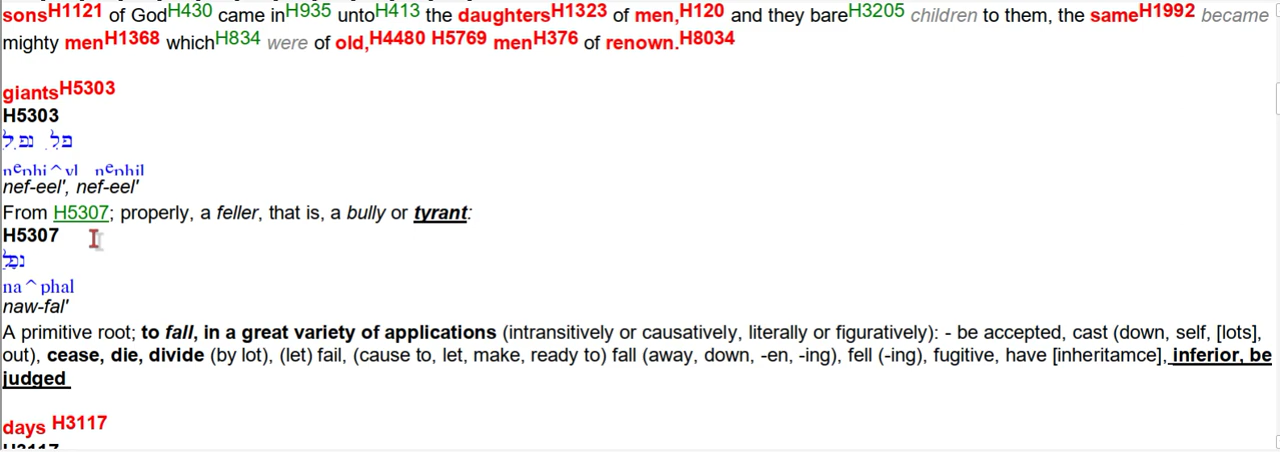 sonsH1121 of GodH430 came inH935 untoH413 the daughtersH1323 of men,H120 and they bareH3205 children to them, the sameH1992 became
mighty menH1368 whichH834 were of old,H4480 H5769 menH376 of renown.H8034
giantsH5303
H5303
nephi^yl nephil
nef-eel', nef-eel'
From H5307; properly, a feller, that is, a bully or tyrant:
H5307
נפל
na^phal
naw-fal'
A primitive root; to fall, in a great variety of applications (intransitively or causatively, literally or figuratively): - be accepted, cast (down, self, [lots],
out), cease, die, divide (by lot), (let) fail, (cause to, let, make, ready to) fall (away, down, -en, -ing), fell (-ing), fugitive, have [inheritamce], inferior, be
judged
days H3117
H3117